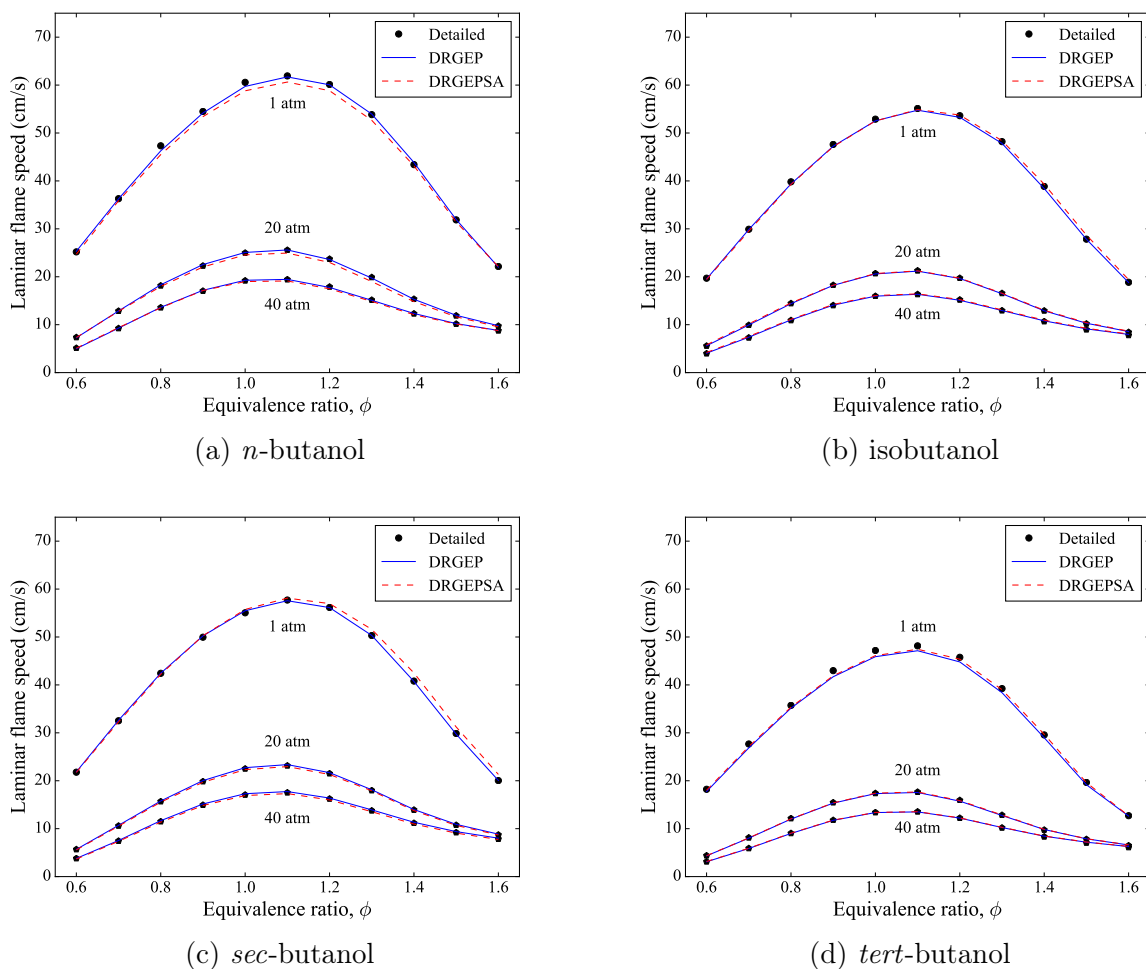 Laminar flame speed (cm/s)
70
60
50
40
30
20
10
0
Detailed
DRGEP
DRGEPSA
1 atm
20 atm
40 atm
0.6 0.8 1.0 1.2 1.4 1.6
Equivalence ratio, ϕ
(a) n-butanol
Laminar flame speed (cm/s)
70
60
50
40
30
20
10
0
Detailed
DRGEP
DRGEPSA
1 atm
20 atm
40 atm
0.6 0.8 1.0 1.2 1.4 1.6
Equivalence ratio, ϕ
(b) isobutanol
Laminar flame speed (cm/s)
70
60
50
40
30
20
10
0
Detailed
DRGEP
DRGEPSA
1 atm
20 atm
40 atm
0.6 0.8 1.0 1.2 1.4 1.6
Equivalence ratio, ϕ
(c) sec-butanol
Laminar flame speed (cm/s)
70
60
50
40
30
20
10
0
Detailed
DRGEP
DRGEPSA
1 atm
20 atm
40 atm
0.6 0.8 1.0 1.2 1.4 1.6
Equivalence ratio, ϕ
(d) tert-butanol